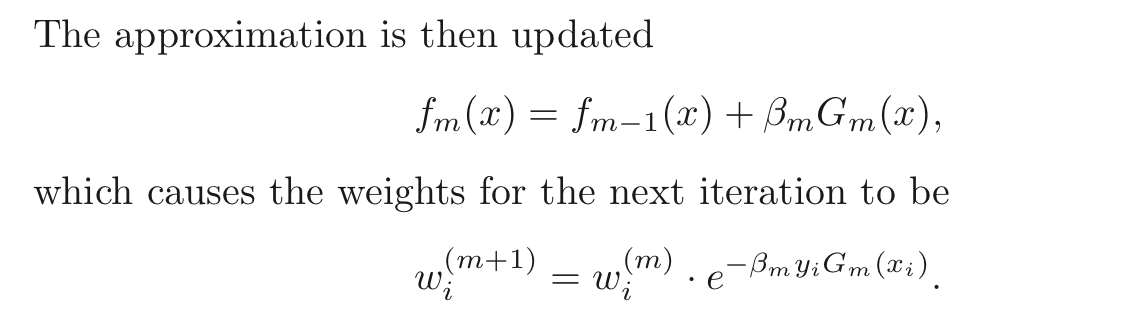 The approximation is then updated
f_m(x) = f_{m−1}(x) + β_m G_m(x),
which causes the weights for the next iteration to be
w_i^{(m+1)} = w_i^{(m)} · e^{−β_m y_i G_m(x_i)}.